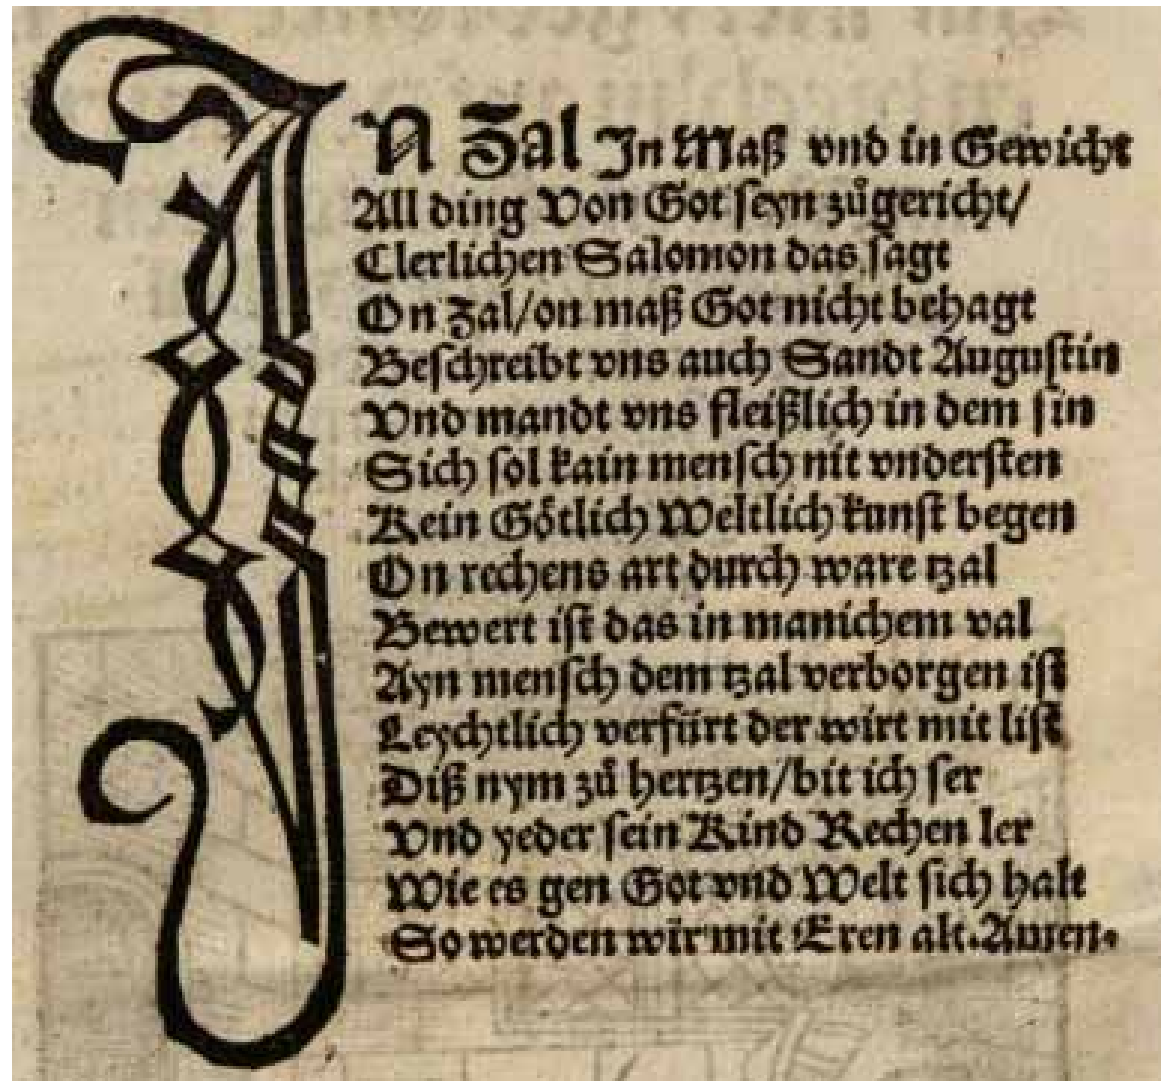 IN Zal In Maß vnd in Gewicht
All ding Von Got seyn zůgericht/
Clerlichen Salomon das sagt
On zal/on maß Got nicht behagt
Beschreibt vns auch Sandt Augustin
Vnd mandt vns fleißlich in dem sin
Sich sol kain mensch nit vndersten
Kein Götlich Weltlich kunst begen
On rechens art durch ware tzal
Bewert ist das in manichem val
Ayn mensch dem tzal verborgen ist
Leychtlich verfürt der wirt mit list
Diß nym zů hertzen/bit ich ser
Vnd yeder sein Kind Rechen ler
Wie es gen Got vnd Welt sich halt
So werden wir mit Eren alt.Amen.